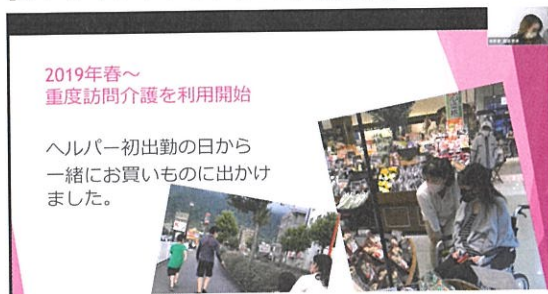 2019年春～
重度訪問介護を利用開始
ヘルパー初出勤の日から
一緒にお買いものに出かけ
ました。